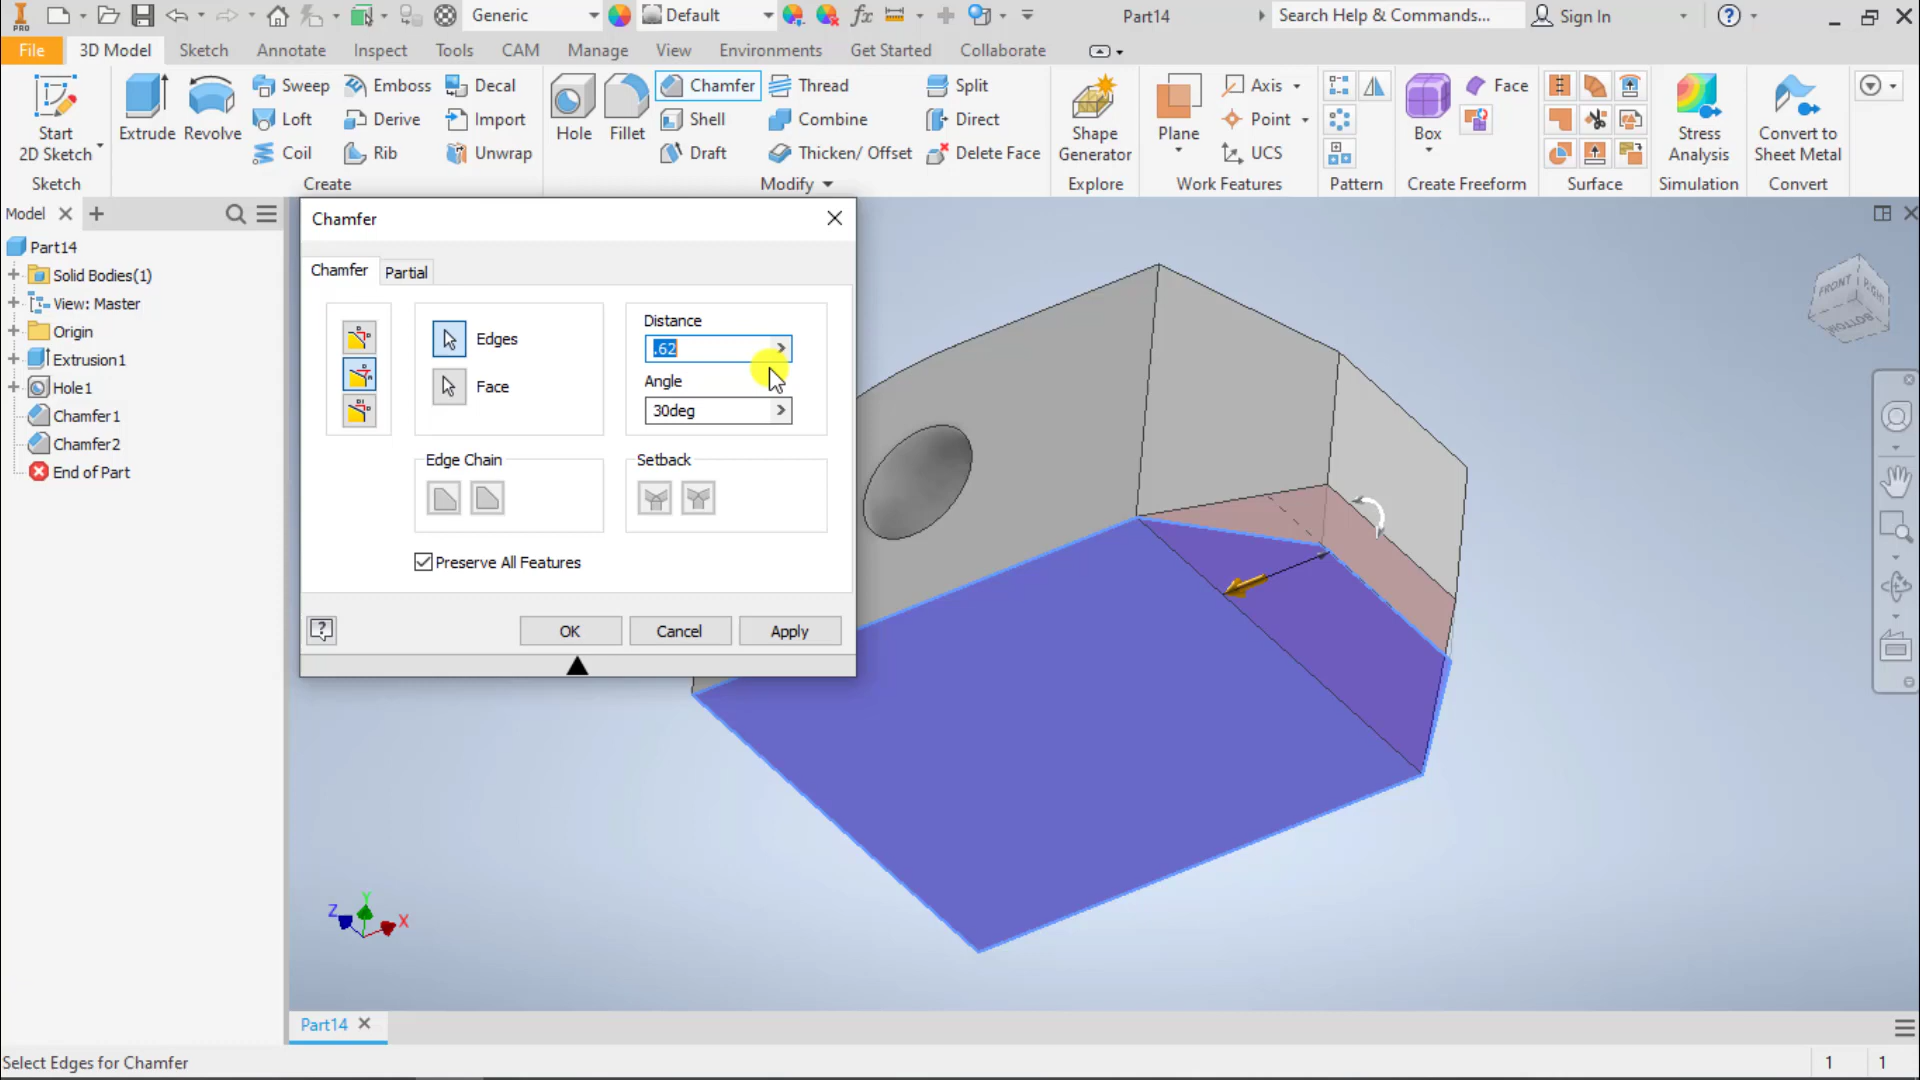 PRO
Generic
Default
fx
Part14
Search Help & Commands...
Sign In
File
3D Model
Sketch
Annotate
Inspect
Tools
CAM
Manage
View
Environments
Get Started
Collaborate
Start
2D Sketch
Sketch
Extrude
Revolve
Sweep
Loft
Coil
Emboss
Derive
Rib
Decal
Import
Unwrap
Create
Hole
Fillet
Chamfer
Shell
Draft
Thread
Combine
Thicken/ Offset
Split
Direct
Delete Face
Modify
Shape
Generator
Explore
Plane
Axis
Point
UCS
Work Features
Pattern
Box
Face
Create Freeform
Surface
Stress
Analysis
Simulation
Convert to
Sheet Metal
Convert
Model
Part14
Solid Bodies(1)
View: Master
Origin
Extrusion1
Hole1
Chamfer1
Chamfer2
End of Part
Chamfer
Chamfer
Partial
Edges
Face
Distance
.62
Angle
30deg
Edge Chain
Setback
Preserve All Features
OK
Cancel
Apply
FRONT
RIGHT
BOTTOM
Z
Y
X
Part14
Select Edges for Chamfer
1
1